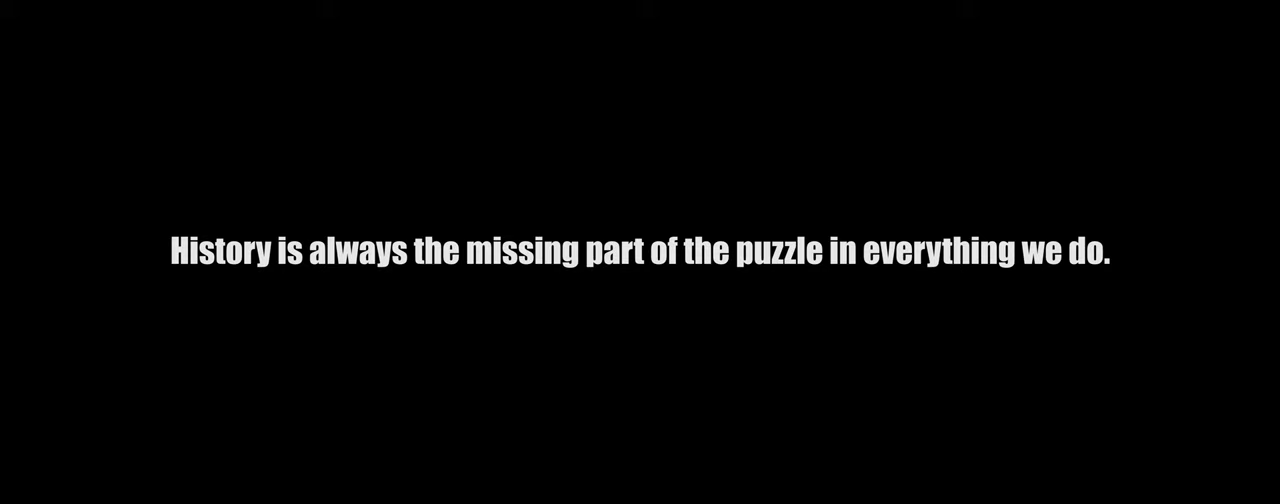 History is always the missing part of the puzzle in everything we do.